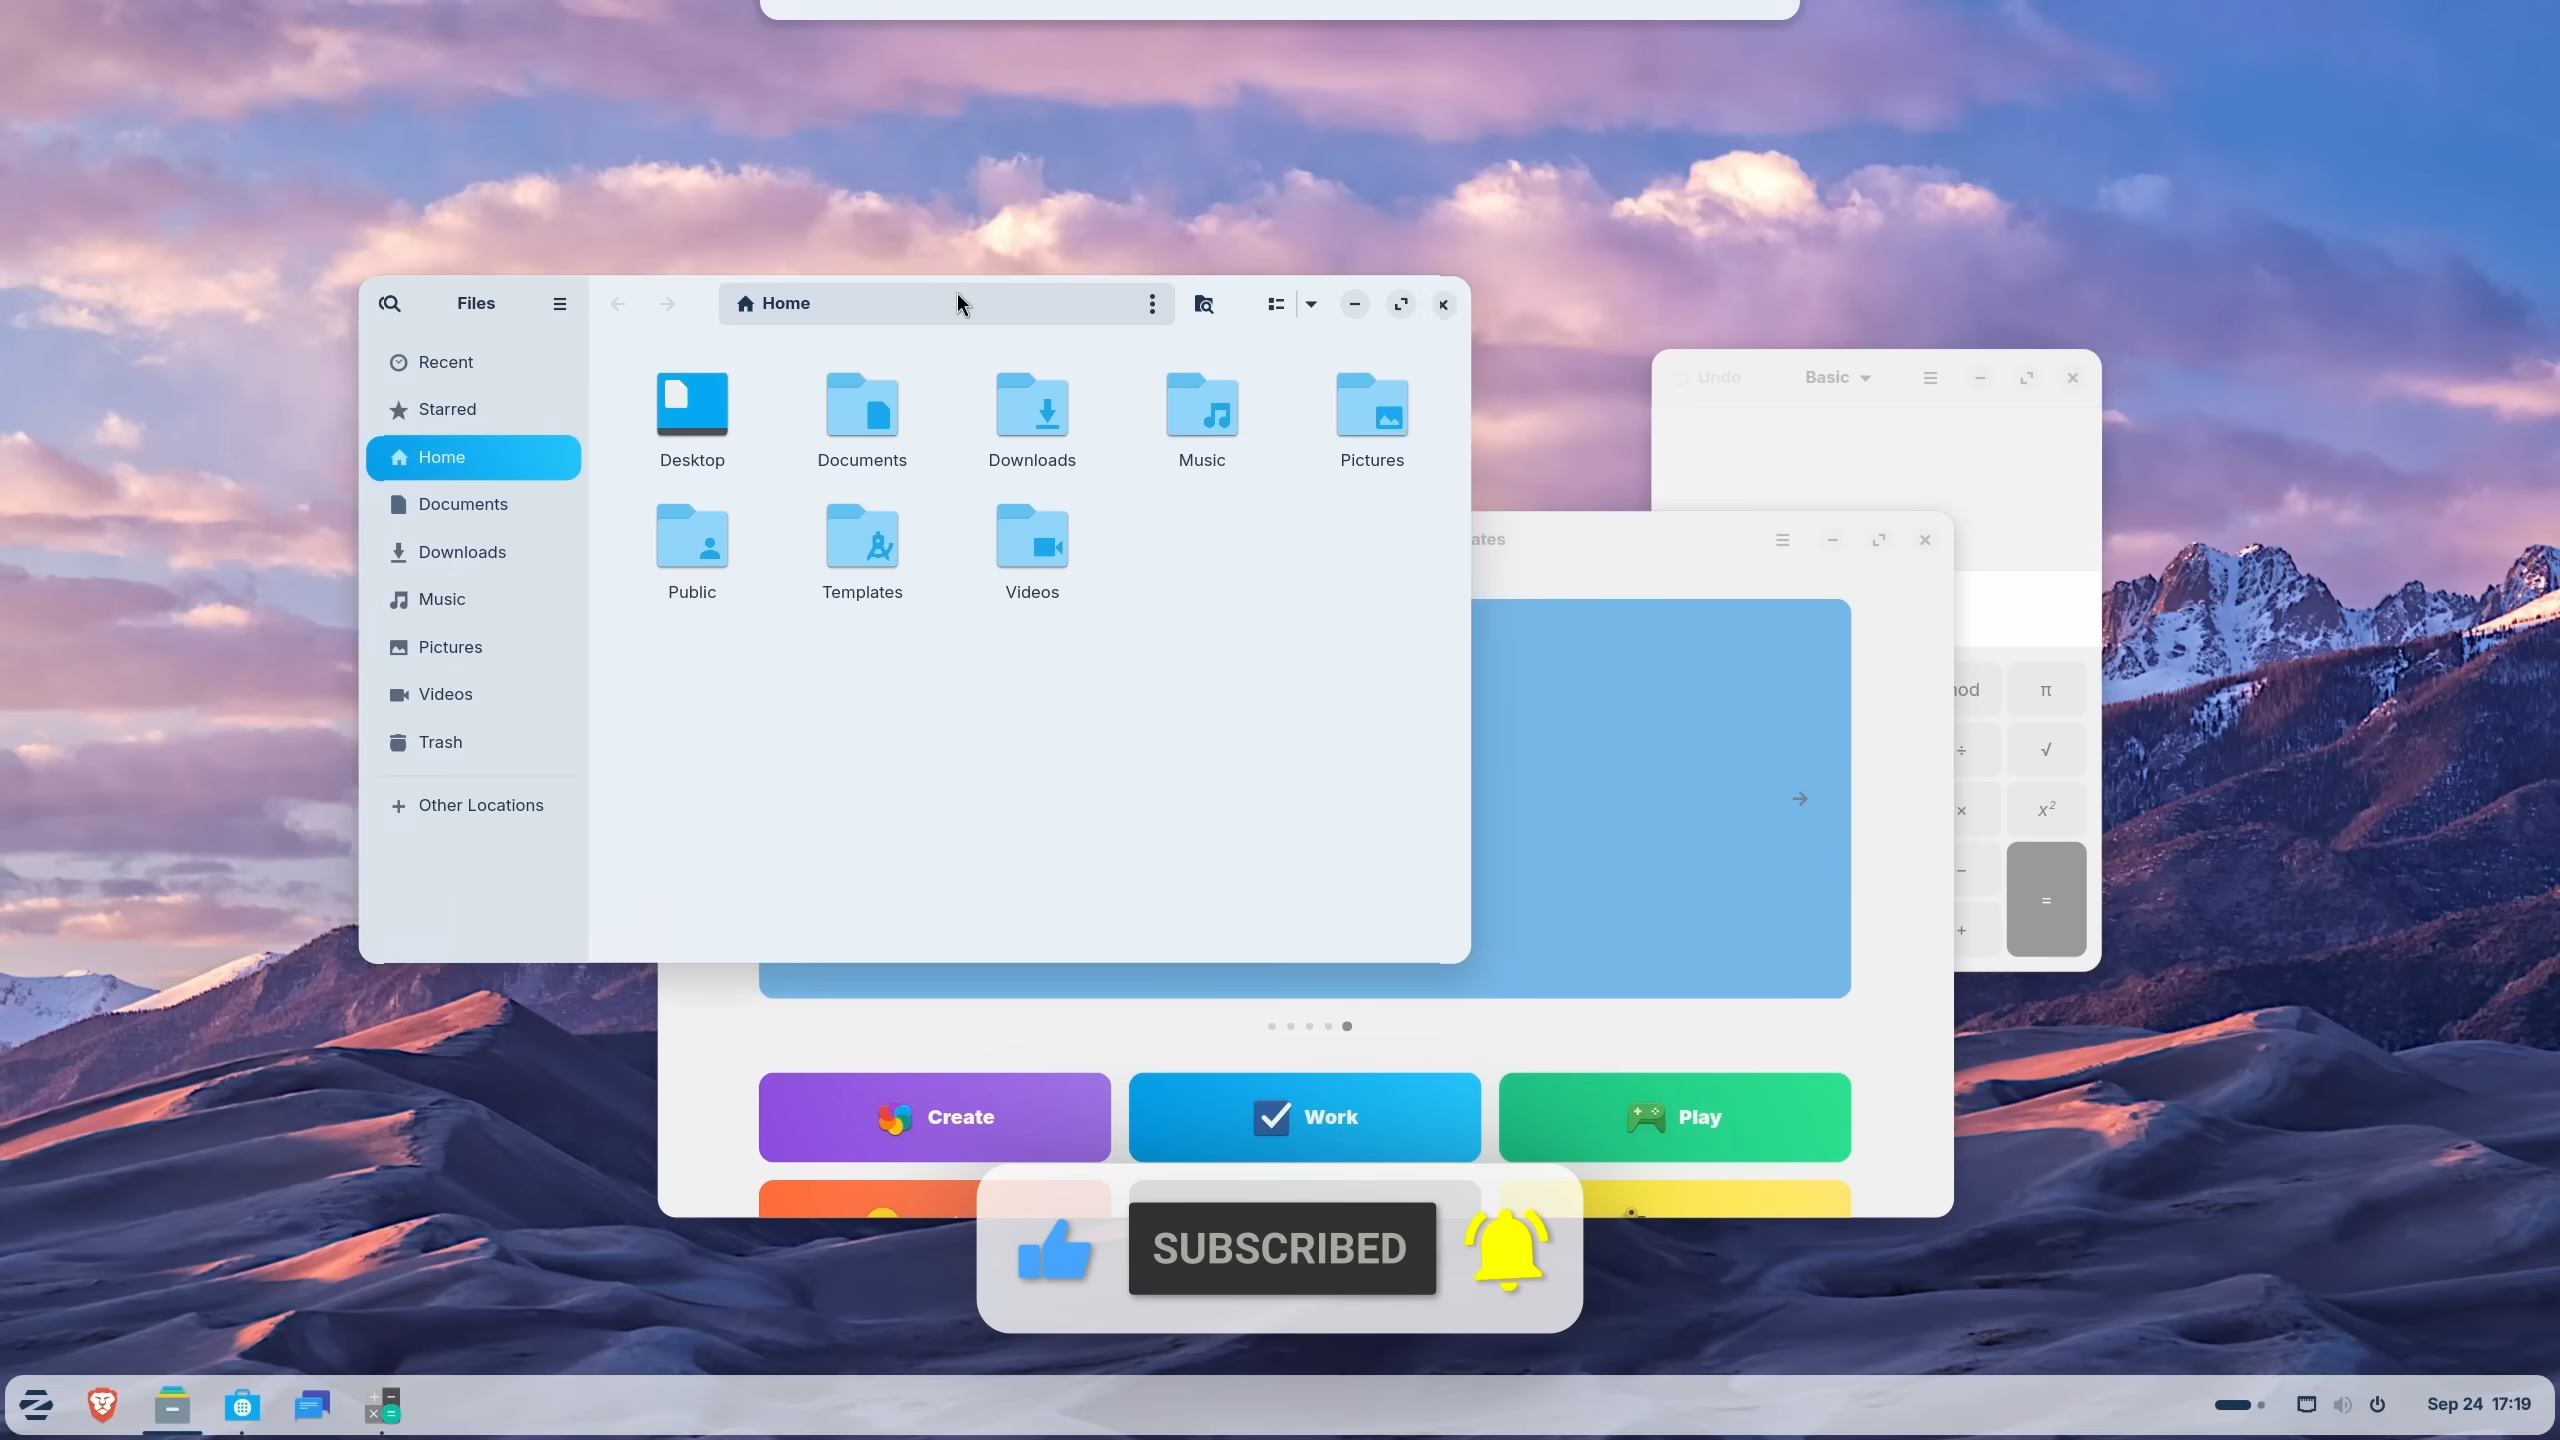 Files
Home
Recent
Starred
Home
Documents
Downloads
Music
Pictures
Videos
Trash
Other Locations
Desktop
Documents
Downloads
Music
Pictures
Public
Templates
Videos
Undo
Basic
ates
mod
π
÷
√
×
x²
−
=
+
Create
Work
Play
SUBSCRIBED
Sep 24 17:19